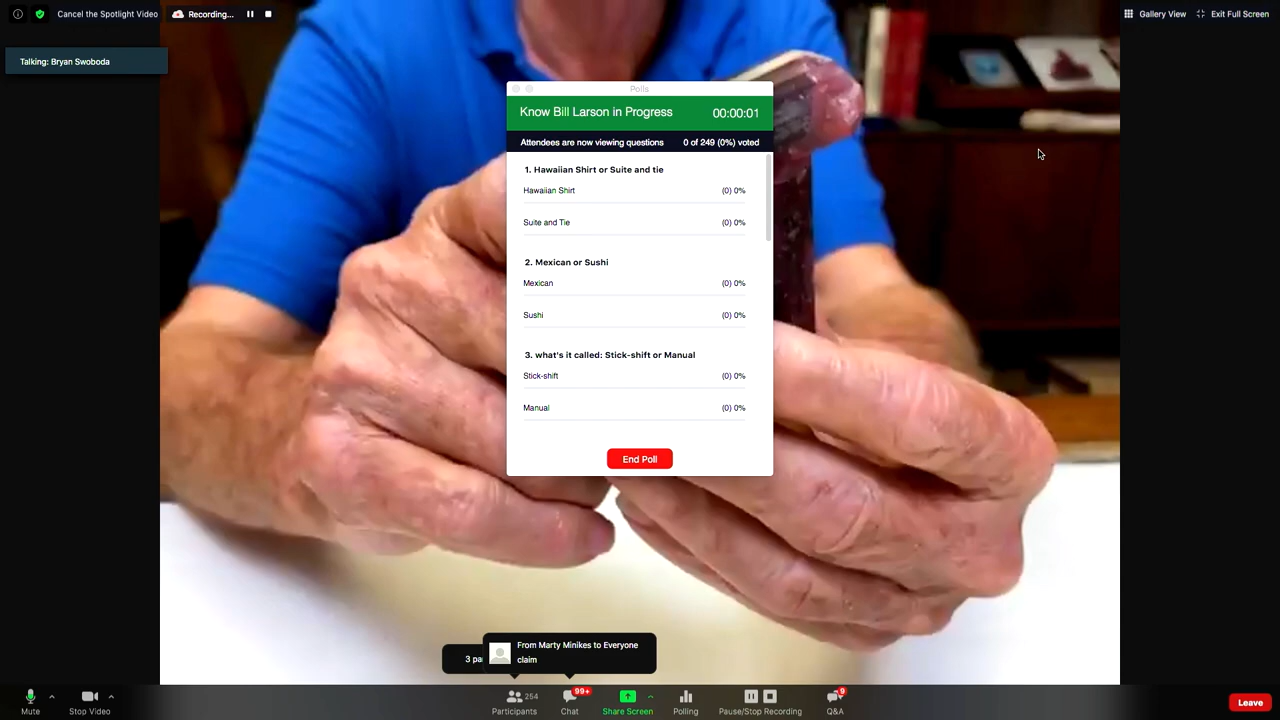 Cancel the Spotlight Video
Recording...
Gallery View
Exit Full Screen
Talking: Bryan Swoboda
Polls
Know Bill Larson in Progress 00:00:01
Attendees are now viewing questions 0 of 249 (0%) voted
1. Hawaiian Shirt or Suite and tie
Hawaiian Shirt (0) 0%
Suite and Tie (0) 0%
2. Mexican or Sushi
Mexican (0) 0%
Sushi (0) 0%
3. what's it called: Stick-shift or Manual
Stick-shift (0) 0%
Manual (0) 0%
End Poll
From Marty Minikes to Everyone
claim
3 pa
Mute
Stop Video
254
Participants
99+
Chat
Share Screen
Polling
Pause/Stop Recording
9
Q&A
Leave